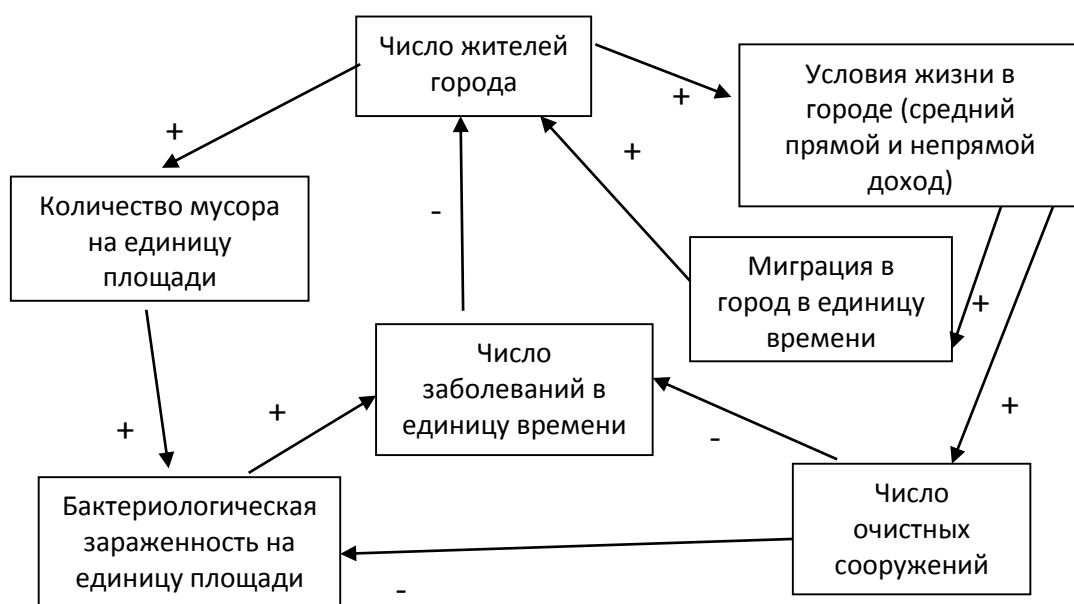 Число жителей
города
+
Условия жизни в
городе (средний
прямой и непрямой
доход)
+
+
-
Количество мусора
на единицу
площади
Миграция в
город в единицу
времени
+
Число
заболеваний в
единицу времени
+
+
+
-
Бактериологическая
зараженность на
единицу площади
Число
очистных
сооружений
-